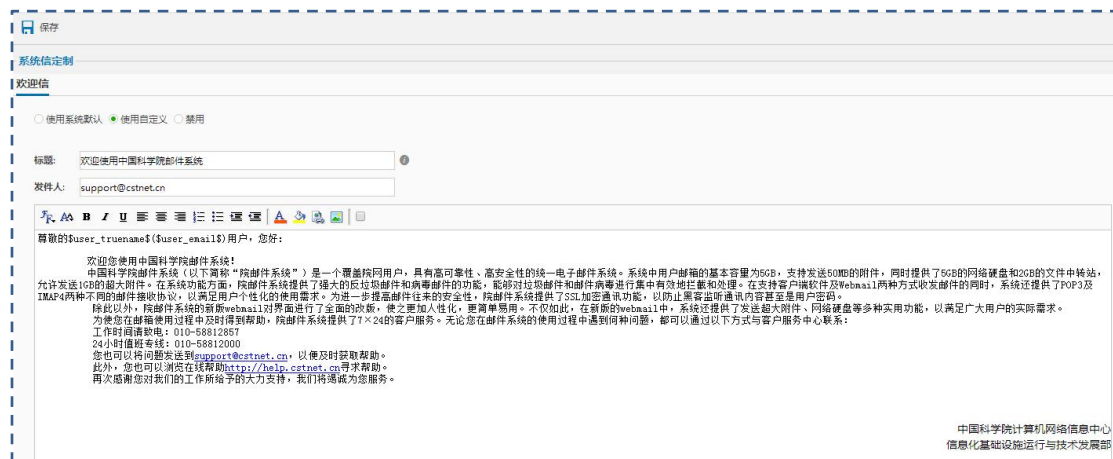 保存
系统信定制
欢迎信
使用系统默认 使用自定义 禁用
标题: 欢迎使用中国科学院邮件系统
发件人: support@cstnet.cn
B I U A
尊敬的$user_truename$($user_email$)用户，您好：
欢迎您使用中国科学院邮件系统！
中国科学院邮件系统（以下简称“院邮件系统”）是一个覆盖院网用户，具有高可靠性、高安全性的统一电子邮件系统。系统中用户邮箱的基本容量为5GB，支持发送50MB的附件，同时提供了5GB的网络硬盘和2GB的文件中转站，
允许发送1GB的超大附件。在系统功能方面，院邮件系统提供了强大的反垃圾邮件和病毒邮件的功能，能够对垃圾邮件和邮件病毒进行集中有效地拦截和处理。在支持客户端软件及Webmail两种方式收发邮件的同时，系统还提供了POP3及
IMAP4两种不同的邮件接收协议，以满足用户个性化的使用需求。为进一步提高邮件往来的安全性，院邮件系统提供了SSL加密通讯功能，以防止黑客监听通讯内容甚至是用户密码。
除此以外，院邮件系统的新版webmail对界面进行了全面的改版，使之更加人性化，更简单易用。不仅如此，在新版的webmail中，系统还提供了发送超大附件、网络硬盘等多种实用功能，以满足广大用户的实际需求。
为使您在邮箱使用过程中及时得到帮助，院邮件系统提供了7×24的客户服务。无论您在邮件系统的使用过程中遇到何种问题，都可以通过以下方式与客户服务中心联系：
工作时间请致电：010-58812857
24小时值班专线：010-58812000
您也可以将问题发送到support@cstnet.cn，以便及时获取帮助。
此外，您也可以浏览在线帮助http://help.cstnet.cn寻求帮助。
再次感谢您对我们的工作所给予的大力支持，我们将竭诚为您服务。
中国科学院计算机网络信息中心
信息化基础设施运行与技术发展部